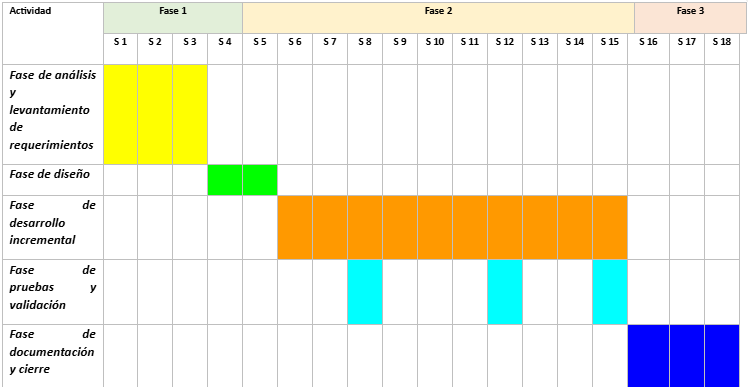 Actividad Fase 1 Fase 2 Fase 3
S 1 S 2 S 3 S 4 S 5 S 6 S 7 S 8 S 9 S 10 S 11 S 12 S 13 S 14 S 15 S 16 S 17 S 18
Fase de análisis
y
levantamiento
de
requerimientos
Fase de diseño
Fase de
desarrollo
incremental
Fase de
pruebas y
validación
Fase de
documentación
y cierre